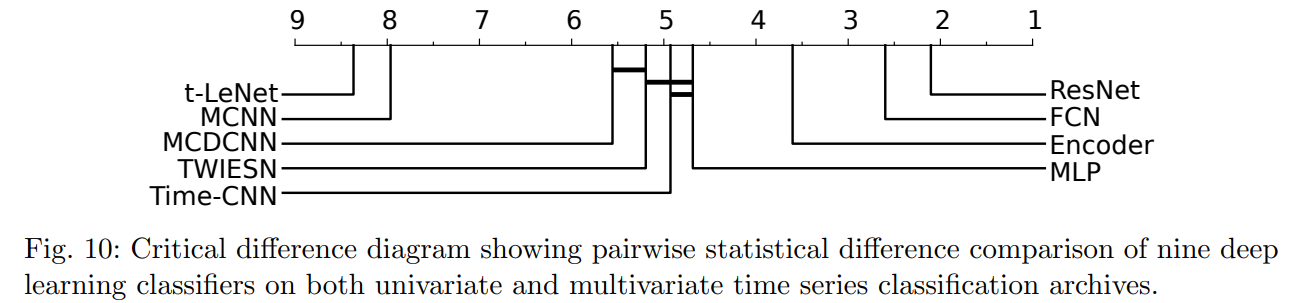 9 8 7 6 5 4 3 2 1
t-LeNet
MCNN
MCDCNN
TWIESN
Time-CNN
ResNet
FCN
Encoder
MLP
Fig. 10: Critical difference diagram showing pairwise statistical difference comparison of nine deep
learning classifiers on both univariate and multivariate time series classification archives.